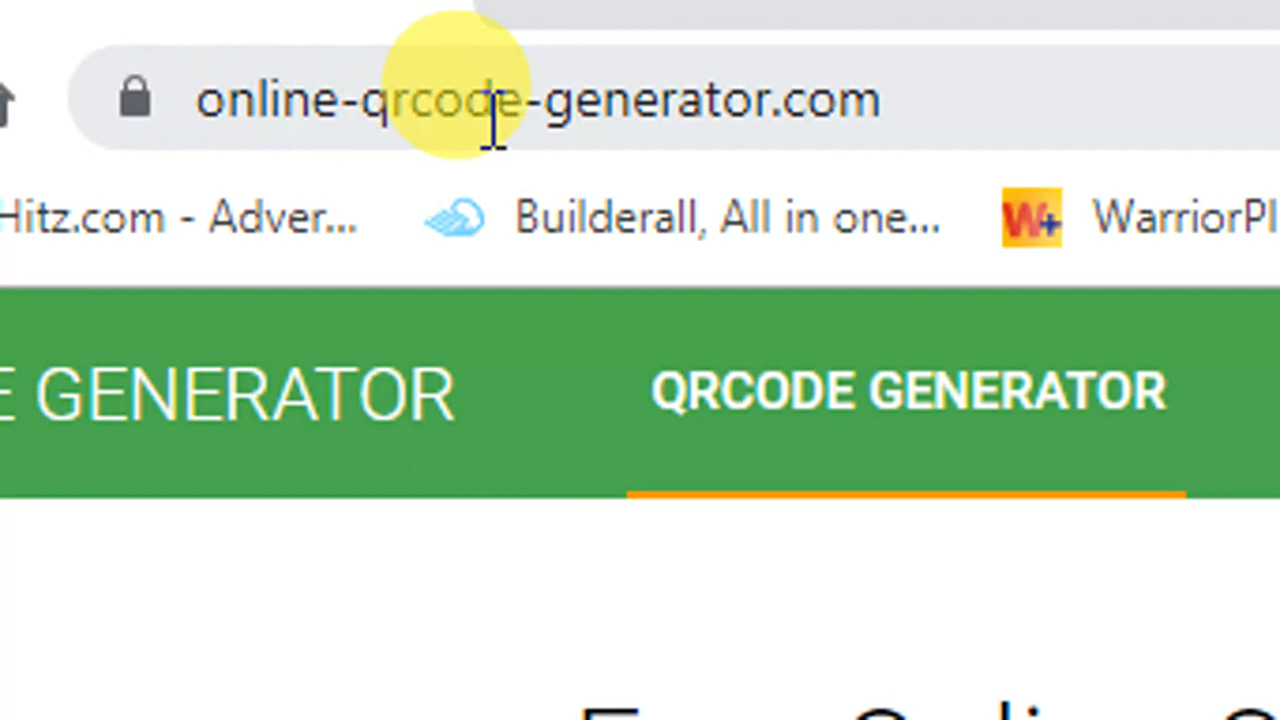 online-qrcode-generator.com
Hitz.com - Adver... Builderall, All in one... W+ WarriorPl
E GENERATOR QRCODE GENERATOR